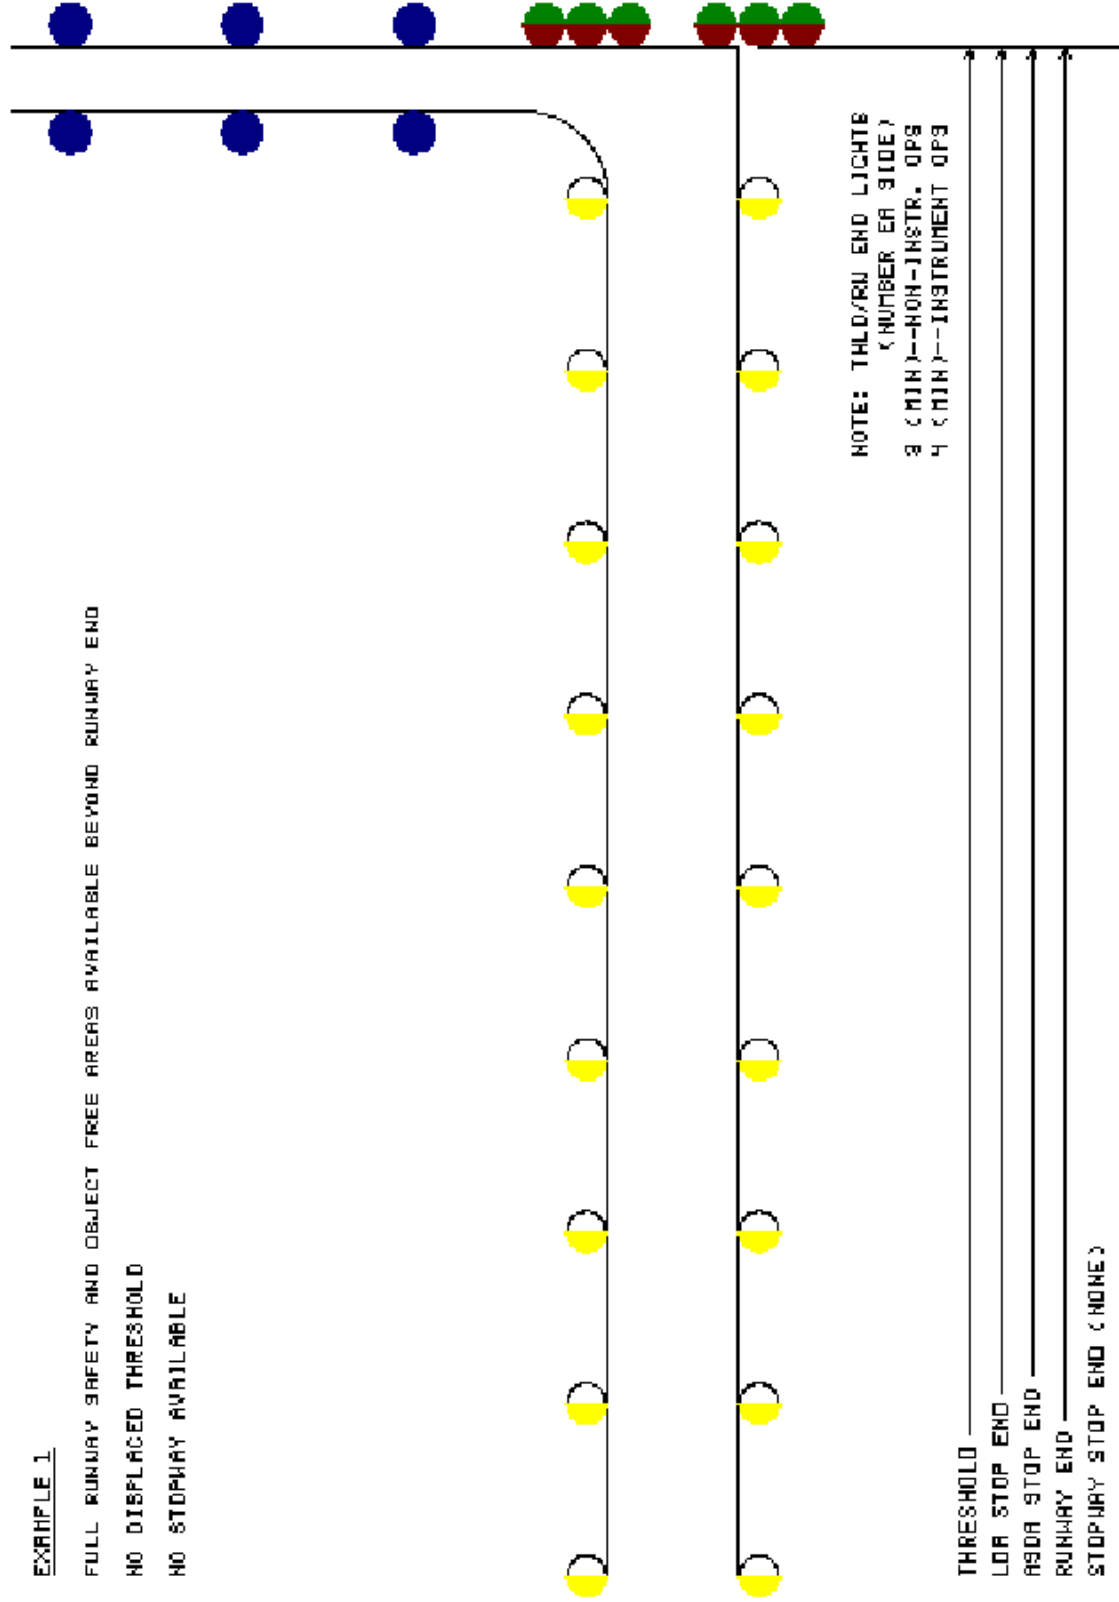 EXAMPLE 1
FULL RUNWAY SAFETY AND OBJECT FREE AREAS AVAILABLE BEYOND RUNWAY END
NO DISPLACED THRESHOLD
NO STOPWAY AVAILABLE
NOTE: THLD/RW END LIGHTS
(NUMBER EA SIDE)
3 (MIN)--NON-INSTR. OPS
4 (MIN)--INSTRUMENT OPS
THRESHOLD
LDA STOP END
ASDA STOP END
RUNWAY END
STOPWAY STOP END (NONE)